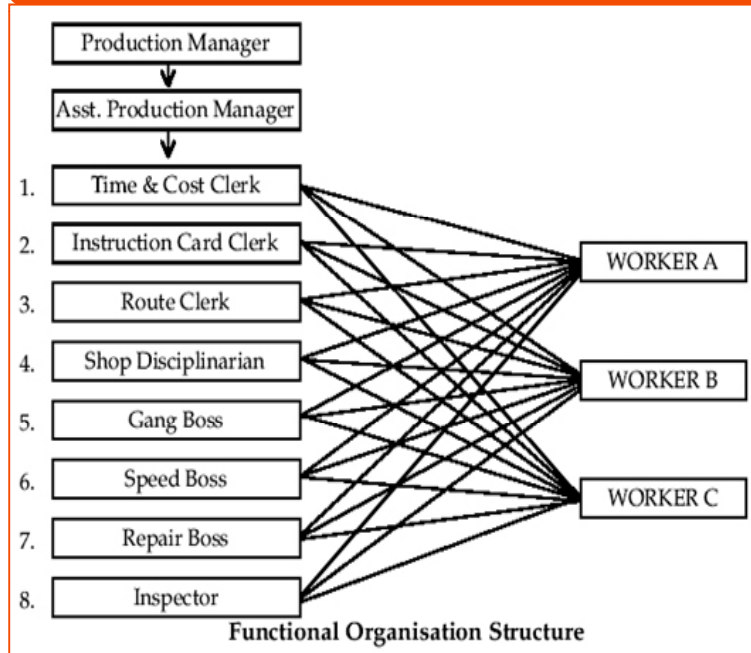 Production Manager
Asst. Production Manager
1. Time & Cost Clerk
2. Instruction Card Clerk
3. Route Clerk
4. Shop Disciplinarian
5. Gang Boss
6. Speed Boss
7. Repair Boss
8. Inspector
WORKER A
WORKER B
WORKER C
Functional Organisation Structure